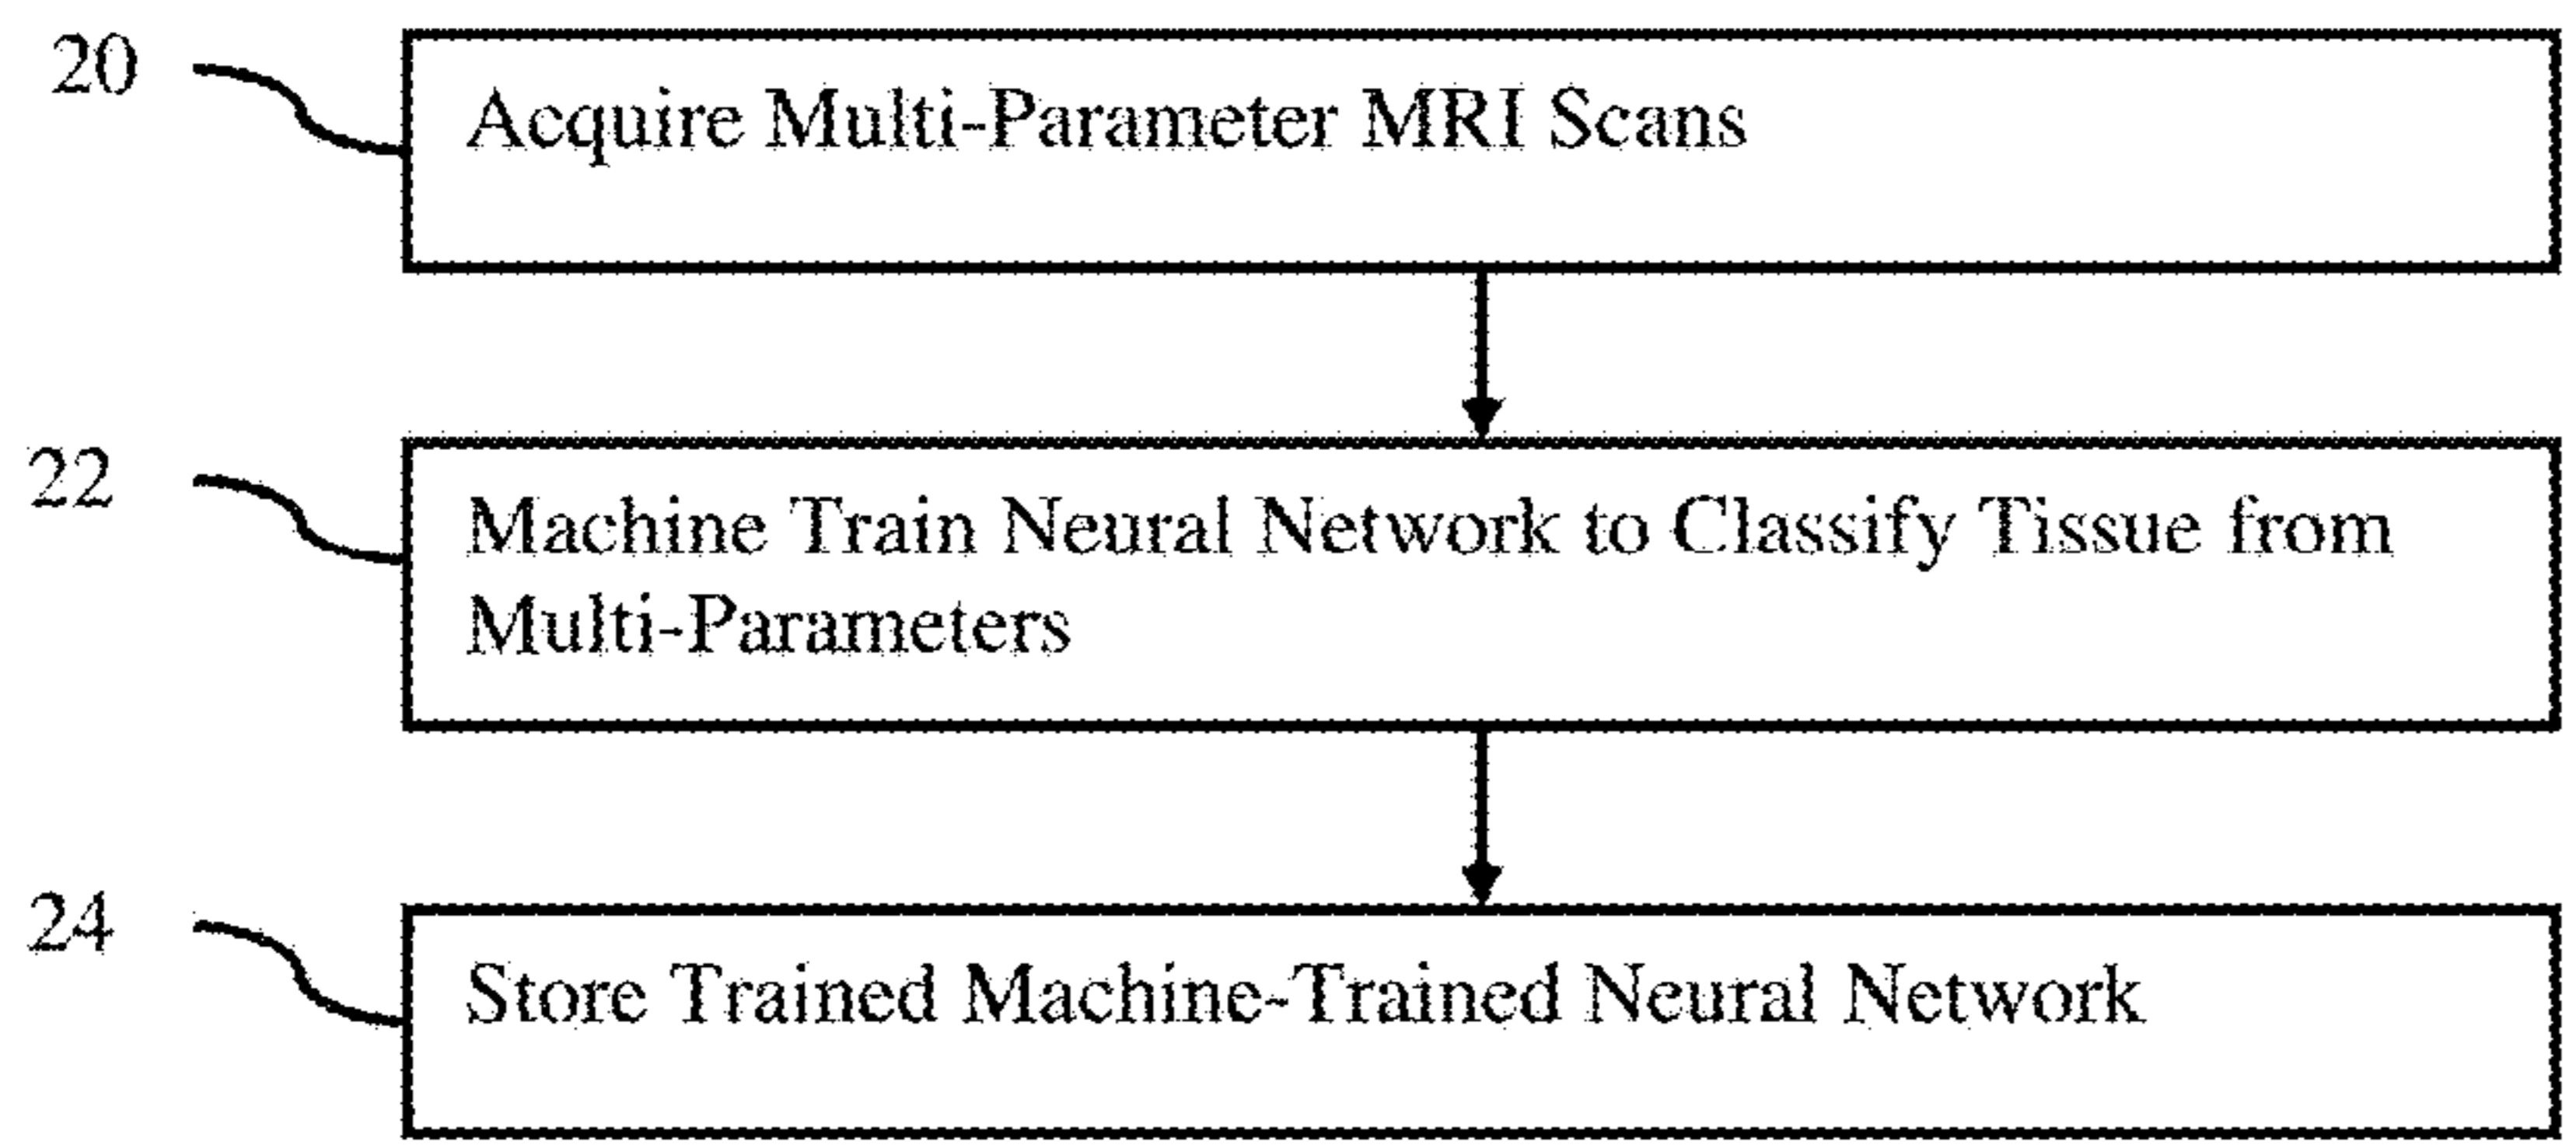 20
Acquire Multi-Parameter MRI Scans
22
Machine Train Neural Network to Classify Tissue from
Multi-Parameters
24
Store Trained Machine-Trained Neural Network